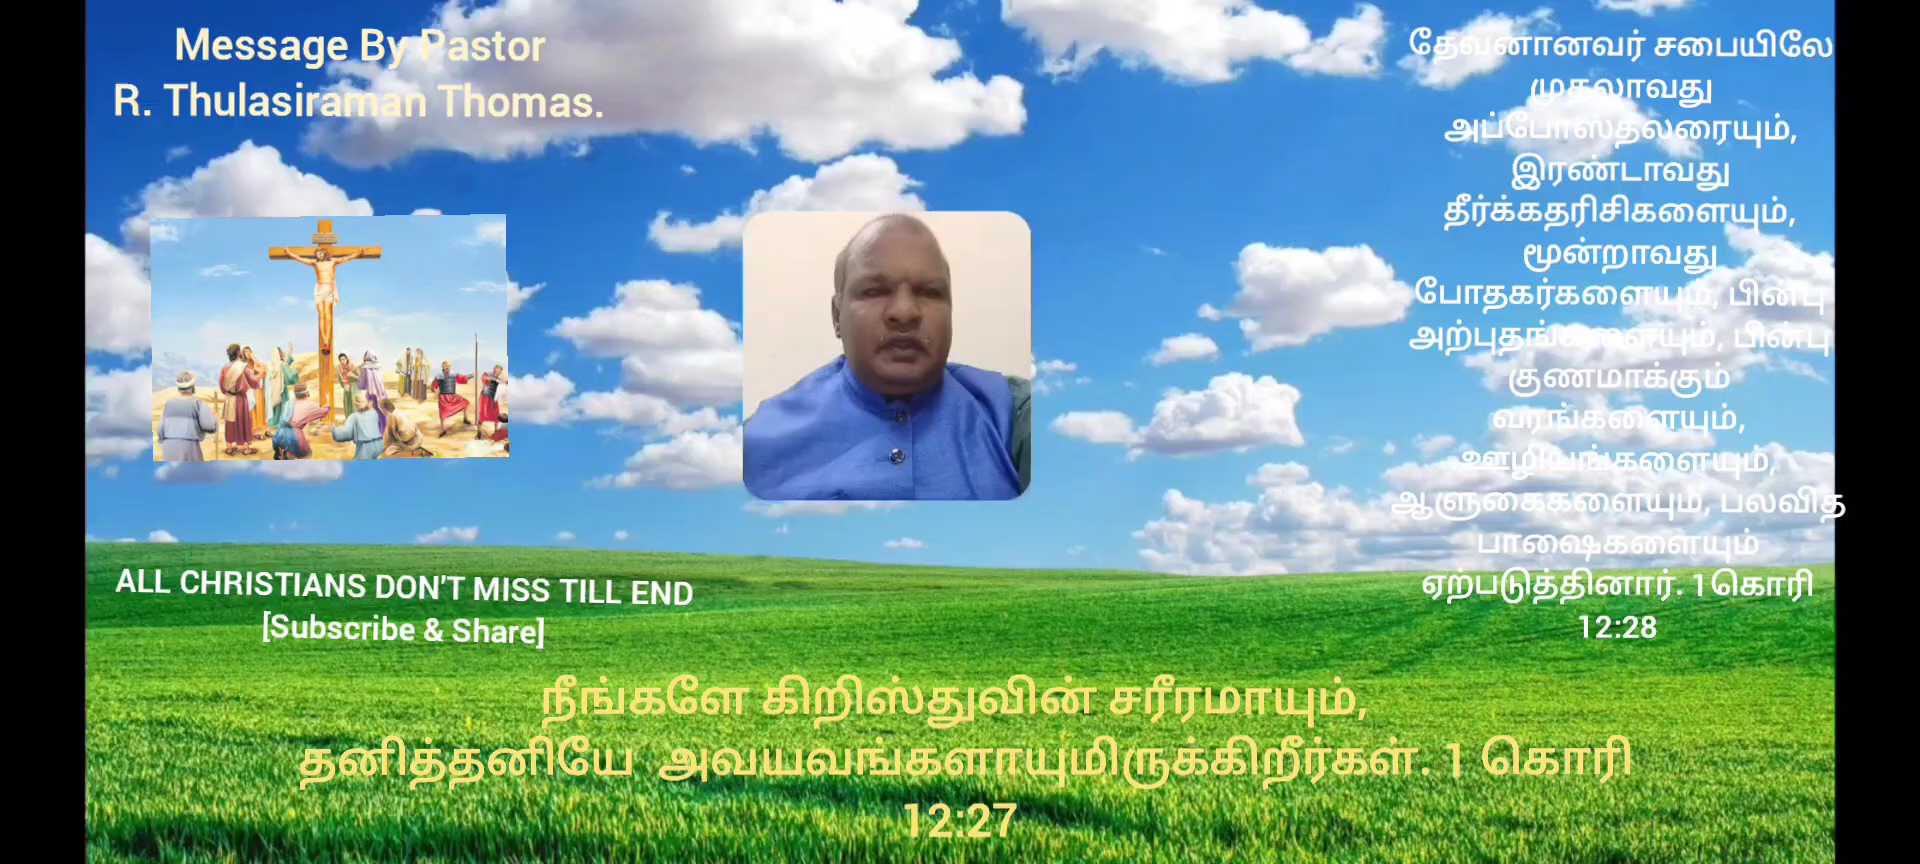 Message By Pastor
R. Thulasiraman Thomas.
தேவனானவர் சபையிலே
முதலாவது
அப்போஸ்தலரையும்,
இரண்டாவது
தீர்க்கதரிசிகளையும்,
மூன்றாவது
போதகர்களையும், பின்பு
அற்புதங்களையும், பின்பு
குணமாக்கும்
வரங்களையும்,
ஊழியங்களையும்,
ஆளுகைகளையும், பலவித
பாஷைகளையும்
ஏற்படுத்தினார். 1கொரி
12:28
ALL CHRISTIANS DON'T MISS TILL END
[Subscribe & Share]
நீங்களே கிறிஸ்துவின் சரீரமாயும்,
தனித்தனியே அவயவங்களாயுமிருக்கிறீர்கள். 1 கொரி
12:27